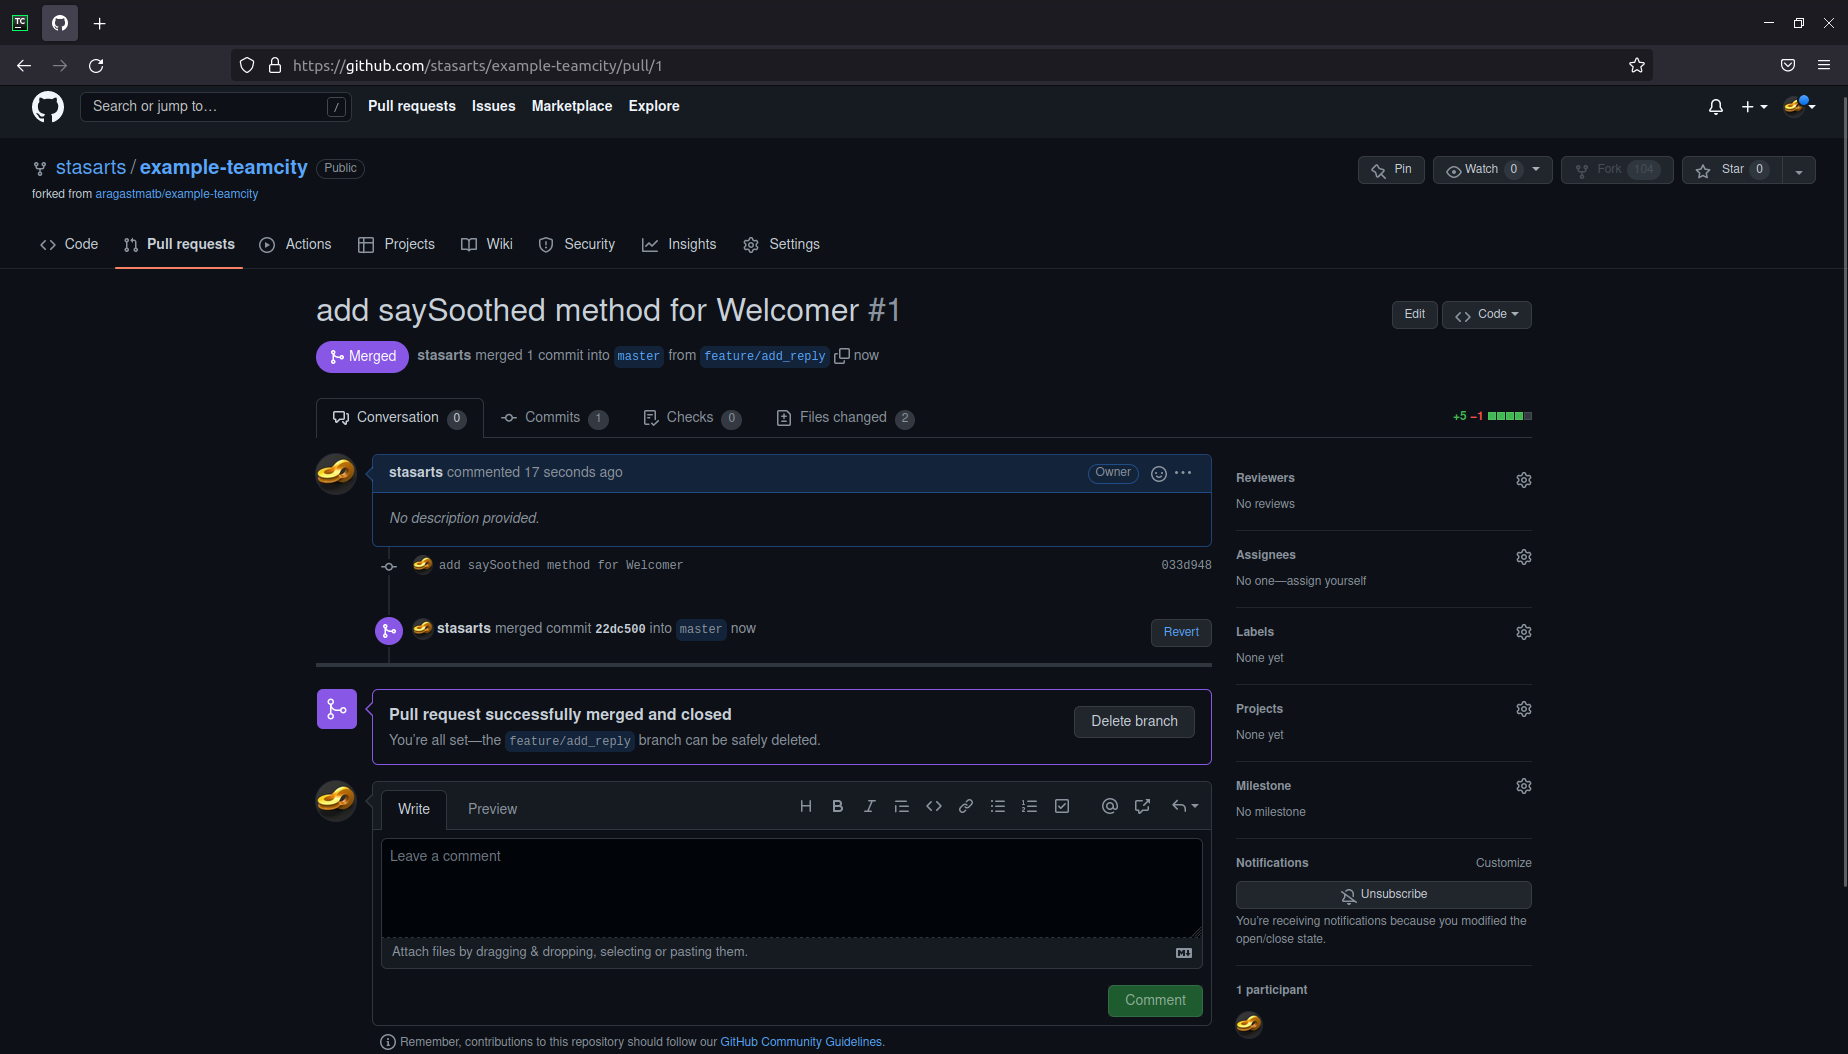 TC
https://github.com/stasarts/example-teamcity/pull/1
Search or jump to… /
Pull requests Issues Marketplace Explore
stasarts / example-teamcity Public
forked from aragastmatb/example-teamcity
Pin Watch 0 Fork 104 Star 0
Code Pull requests Actions Projects Wiki Security Insights Settings
add saySoothed method for Welcomer #1
Edit Code
Merged stasarts merged 1 commit into master from feature/add_reply now
Conversation 0 Commits 1 Checks 0 Files changed 2 +5 −1
stasarts commented 17 seconds ago Owner
No description provided.
add saySoothed method for Welcomer 033d948
stasarts merged commit 22dc500 into master now Revert
Pull request successfully merged and closed
You're all set—the feature/add_reply branch can be safely deleted.
Delete branch
Write Preview
Leave a comment
Attach files by dragging & dropping, selecting or pasting them.
Comment
Remember, contributions to this repository should follow our GitHub Community Guidelines.
Reviewers
No reviews
Assignees
No one—assign yourself
Labels
None yet
Projects
None yet
Milestone
No milestone
Notifications Customize
Unsubscribe
You're receiving notifications because you modified the
open/close state.
1 participant